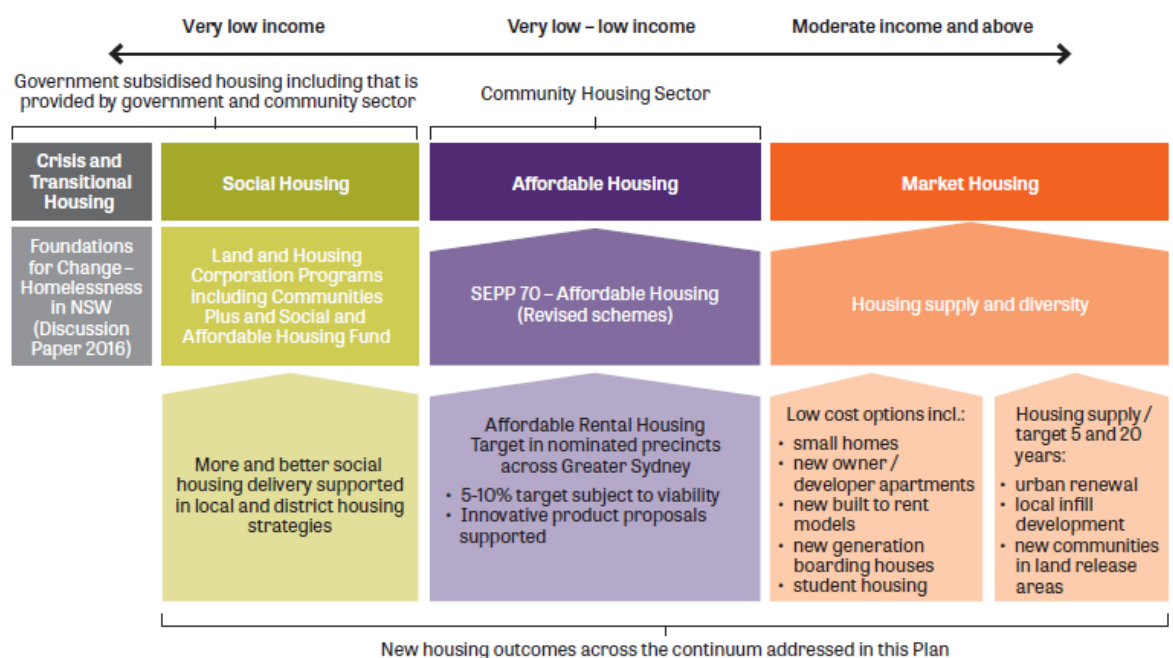 Very low income
Very low – low income
Moderate income and above
Government subsidised housing including that is
provided by government and community sector
Community Housing Sector
Crisis and
Transitional
Housing
Social Housing
Affordable Housing
Market Housing
Foundations
for Change –
Homelessness
in NSW
(Discussion
Paper 2016)
Land and Housing
Corporation Programs
including Communities
Plus and Social and
Affordable Housing Fund
SEPP 70 – Affordable Housing
(Revised schemes)
Housing supply and diversity
More and better social
housing delivery supported
in local and district housing
strategies
Affordable Rental Housing
Target in nominated precincts
across Greater Sydney
• 5-10% target subject to viability
• Innovative product proposals
supported
Low cost options incl.:
• small homes
• new owner /
developer apartments
• new built to rent
models
• new generation
boarding houses
• student housing
Housing supply /
target 5 and 20
years:
• urban renewal
• local infill
development
• new communities
in land release
areas
New housing outcomes across the continuum addressed in this Plan